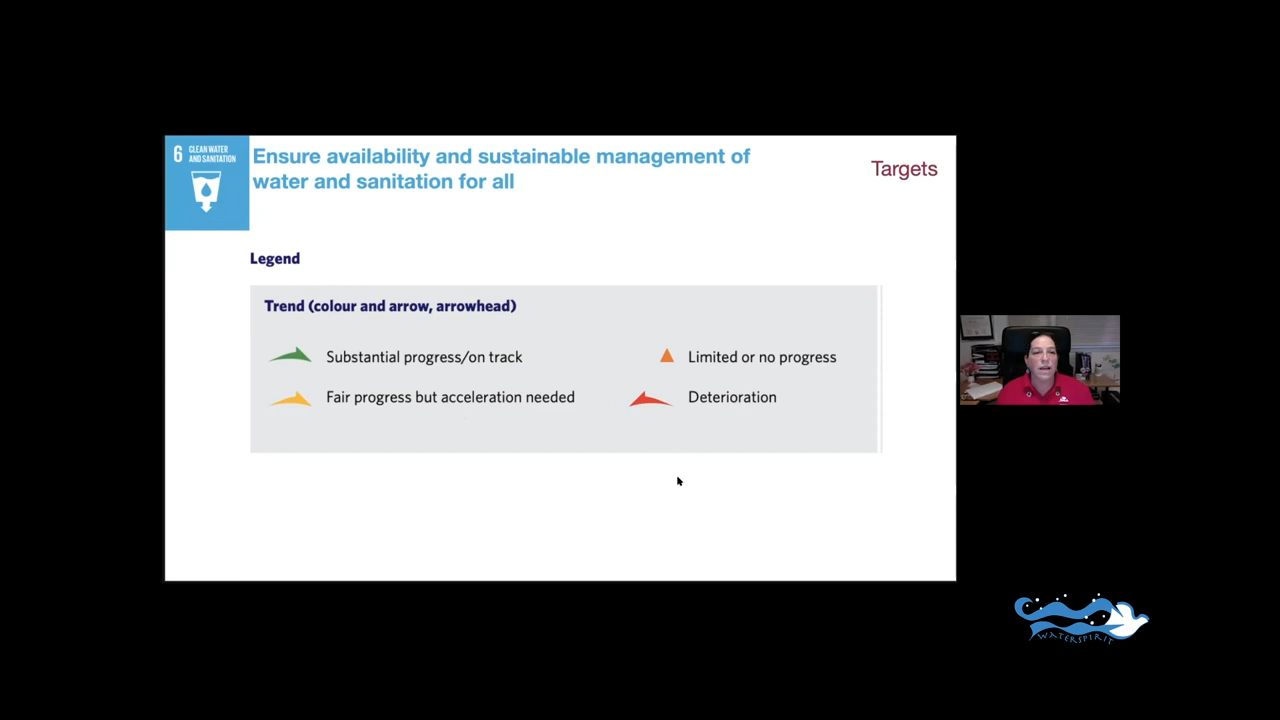 6 CLEAN WATER
AND SANITATION
Ensure availability and sustainable management of
water and sanitation for all
Targets
Legend
Trend (colour and arrow, arrowhead)
Substantial progress/on track
Limited or no progress
Fair progress but acceleration needed
Deterioration
WATERSPIRIT